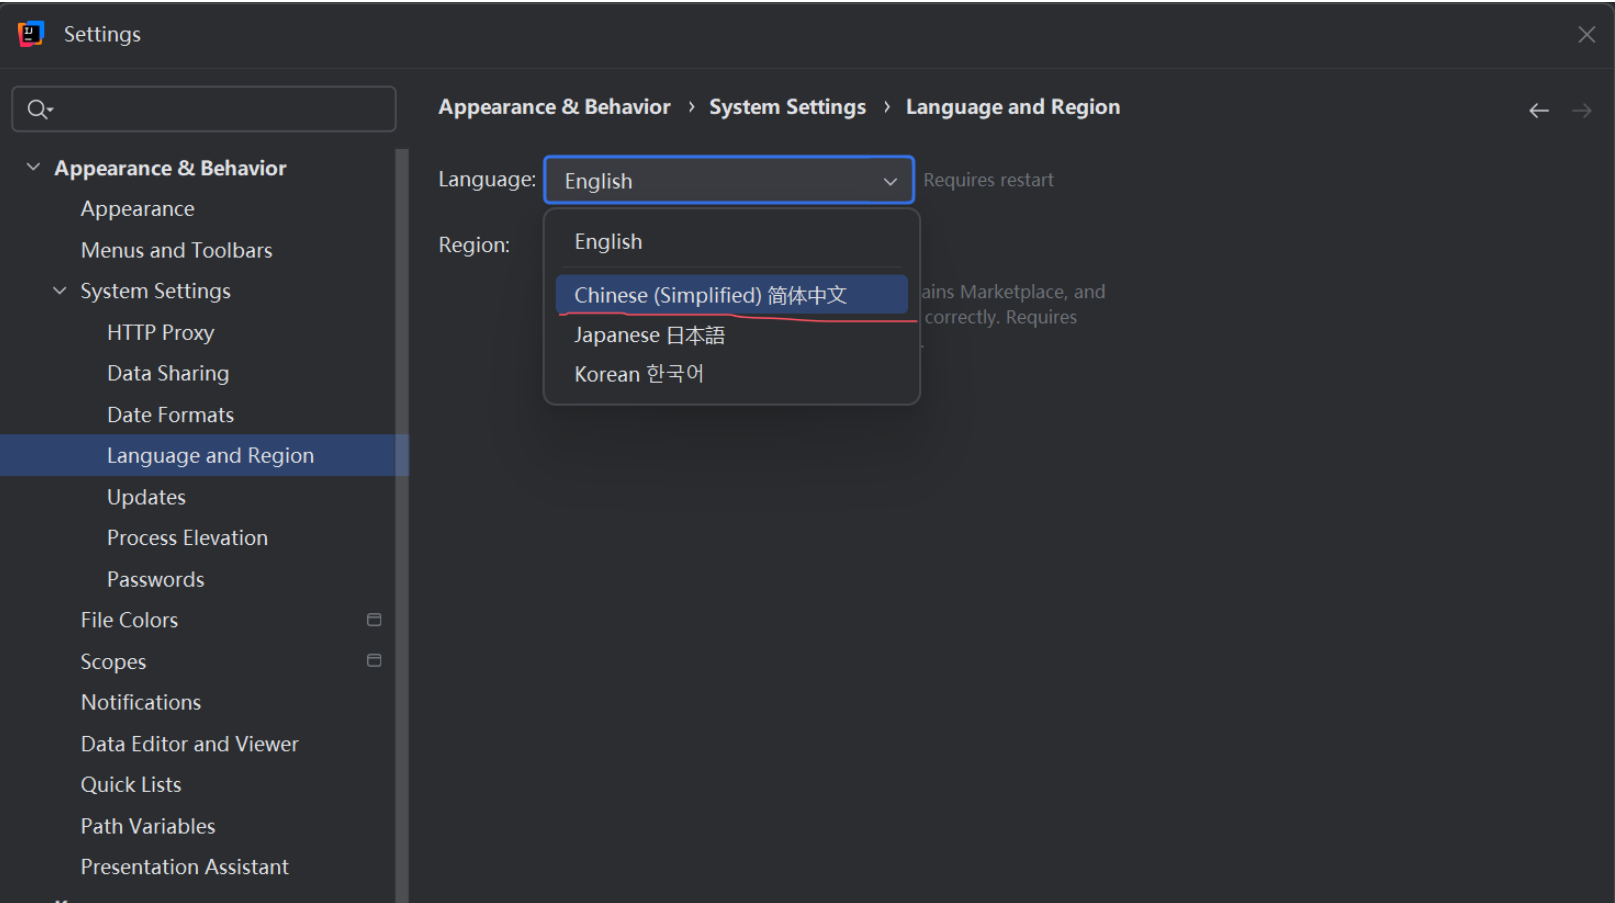 IJ
Settings
Appearance & Behavior
Appearance
Menus and Toolbars
System Settings
HTTP Proxy
Data Sharing
Date Formats
Language and Region
Updates
Process Elevation
Passwords
File Colors
Scopes
Notifications
Data Editor and Viewer
Quick Lists
Path Variables
Presentation Assistant
Appearance & Behavior › System Settings › Language and Region
Language: English Requires restart
Region:
English
Chinese (Simplified) 简体中文
Japanese 日本語
Korean 한국어
ains Marketplace, and
correctly. Requires